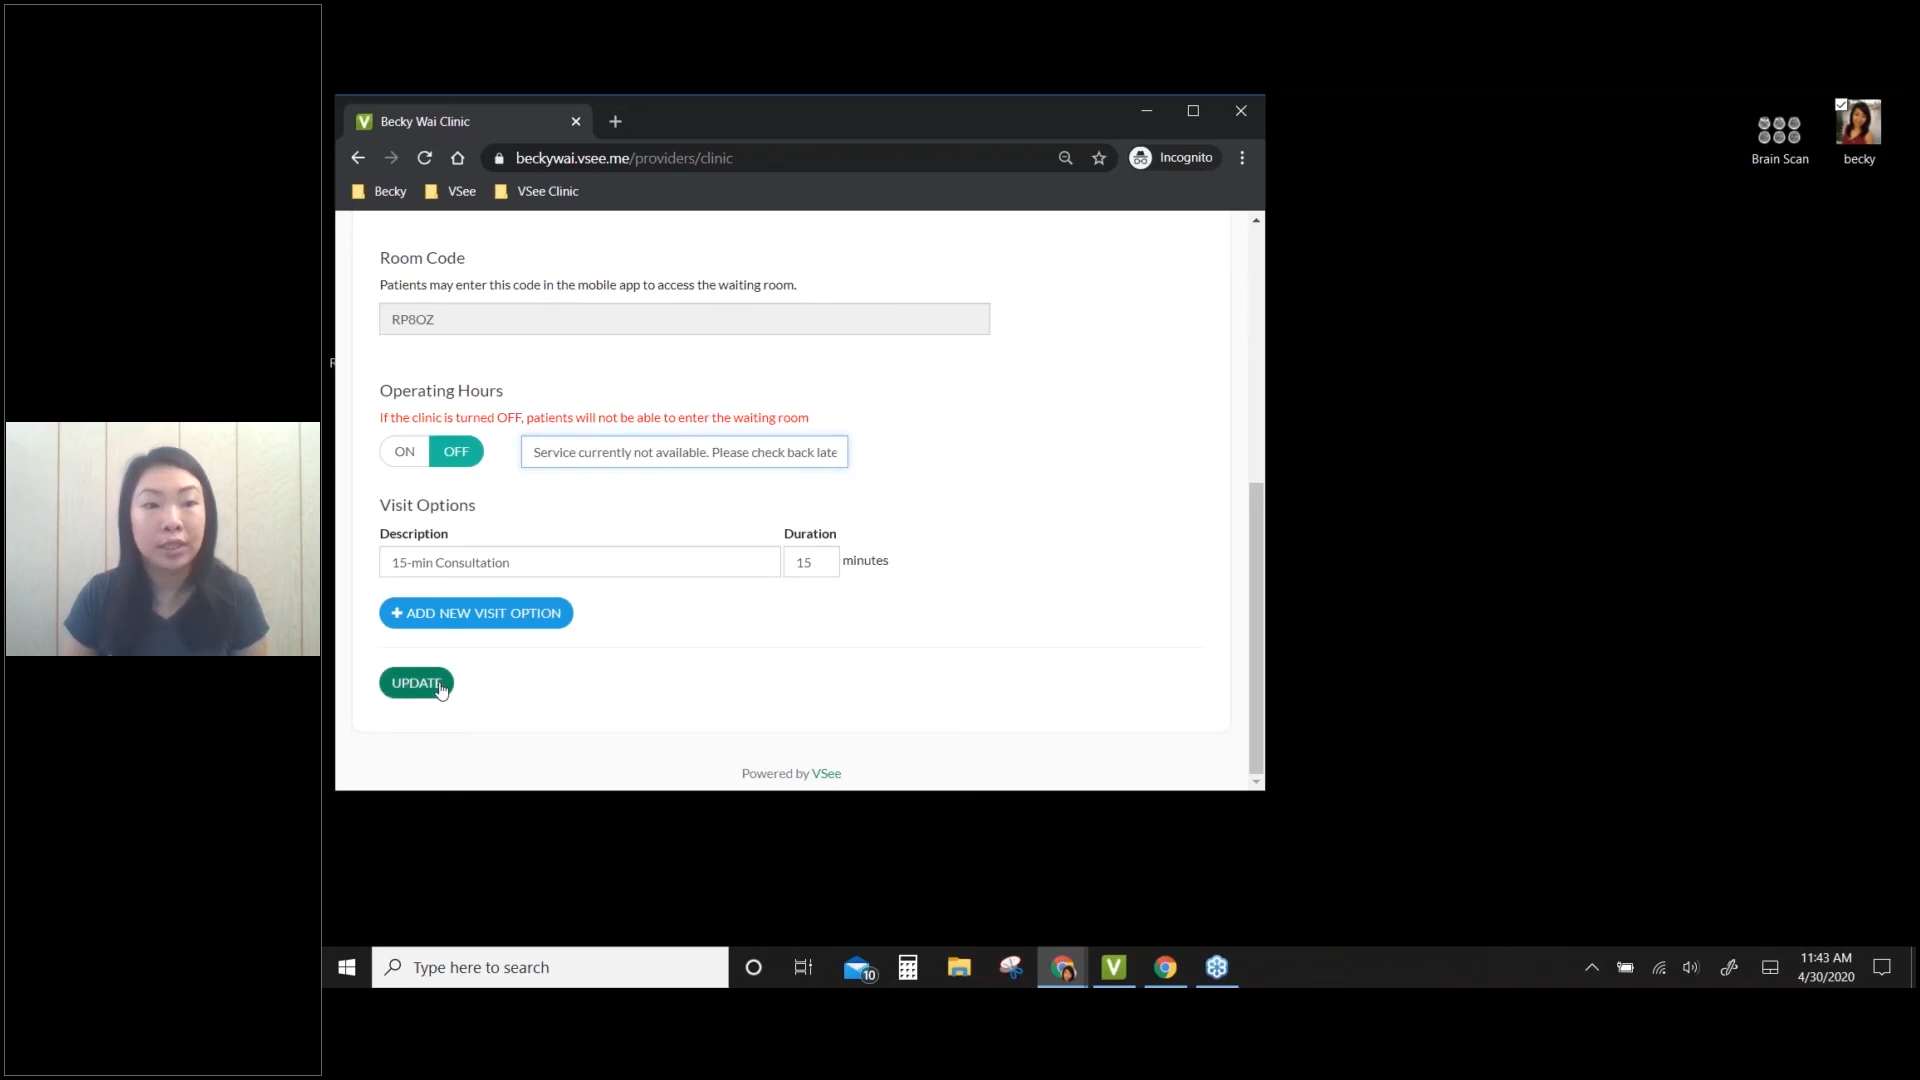 Becky Wai Clinic
beckywai.vsee.me/providers/clinic
Incognito
Becky
VSee
VSee Clinic
Brain Scan
becky
Room Code
Patients may enter this code in the mobile app to access the waiting room.
RP8OZ
Operating Hours
If the clinic is turned OFF, patients will not be able to enter the waiting room
ON OFF
Service currently not available. Please check back late
Visit Options
Description Duration
15-min Consultation 15 minutes
+ ADD NEW VISIT OPTION
UPDATE
Powered by VSee
Type here to search
10
11:43 AM
4/30/2020